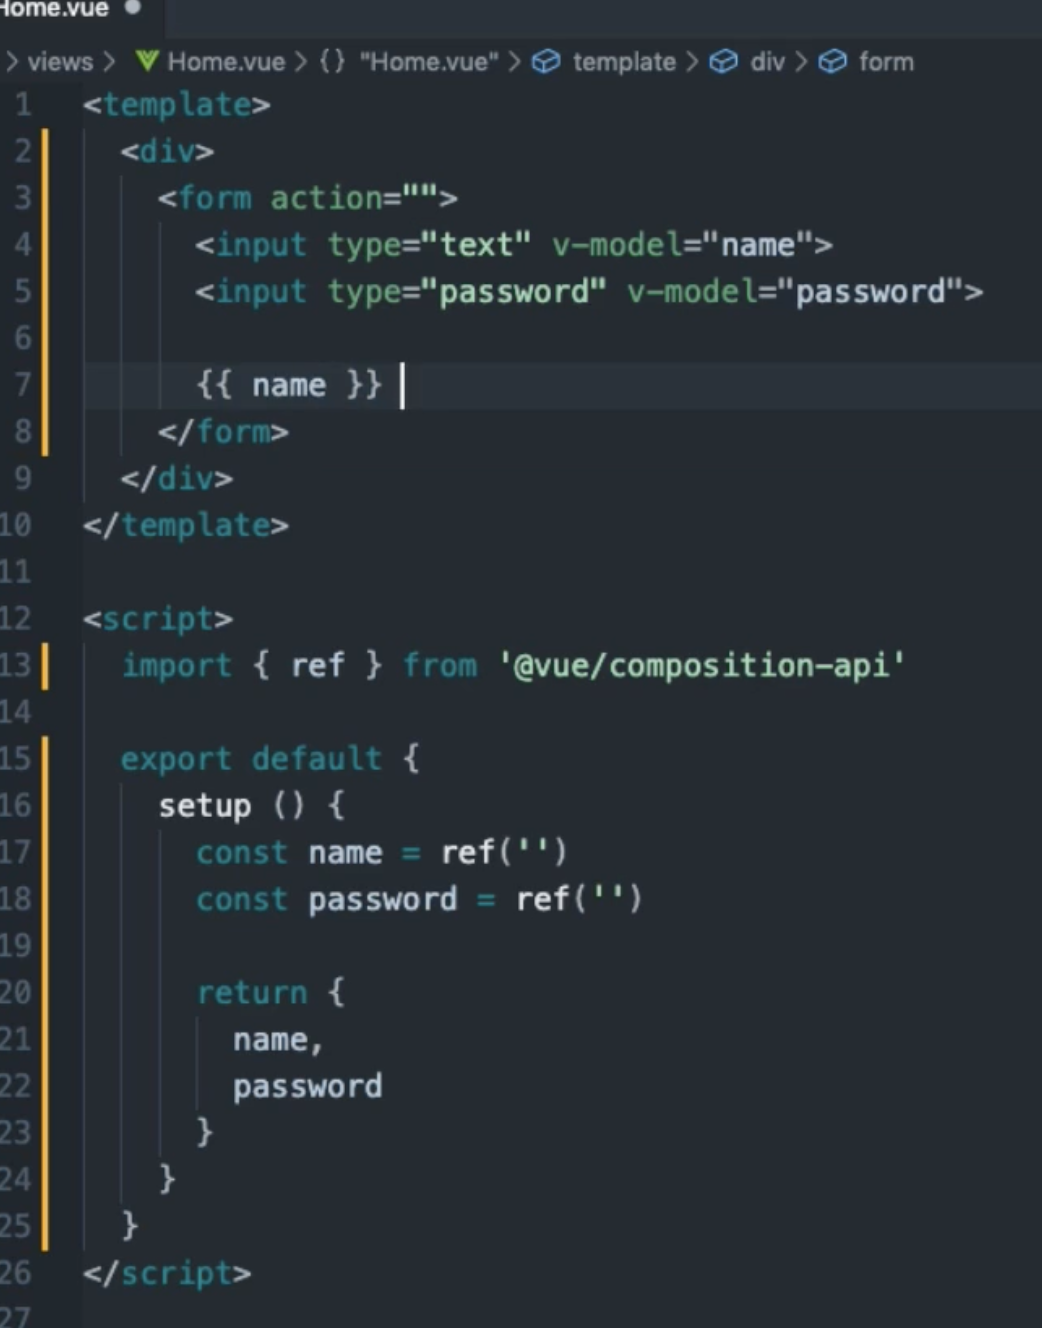 Home.vue
> views > Home.vue > {} "Home.vue" > template > div > form
1 <template>
2 <div>
3 <form action="">
4 <input type="text" v-model="name">
5 <input type="password" v-model="password">
6
7 {{ name }}
8 </form>
9 </div>
10 </template>
11
12 <script>
13 import { ref } from '@vue/composition-api'
14
15 export default {
16 setup () {
17 const name = ref('')
18 const password = ref('')
19
20 return {
21 name,
22 password
23 }
24 }
25 }
26 </script>
27